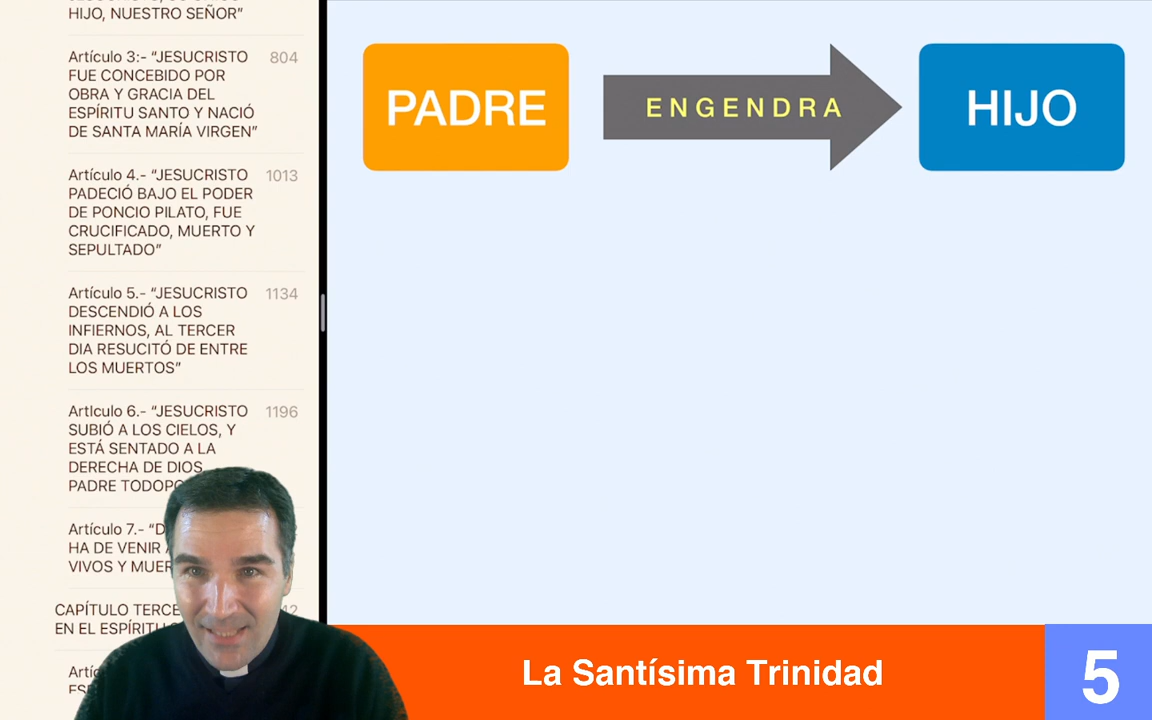 HIJO, NUESTRO SEÑOR”
Artículo 3:- “JESUCRISTO 804
FUE CONCEBIDO POR
OBRA Y GRACIA DEL
ESPÍRITU SANTO Y NACIÓ
DE SANTA MARÍA VIRGEN”
Artículo 4.- “JESUCRISTO 1013
PADECIÓ BAJO EL PODER
DE PONCIO PILATO, FUE
CRUCIFICADO, MUERTO Y
SEPULTADO”
Artículo 5.- “JESUCRISTO 1134
DESCENDIÓ A LOS
INFIERNOS, AL TERCER
DIA RESUCITÓ DE ENTRE
LOS MUERTOS”
Artículo 6.- “JESUCRISTO 1196
SUBIÓ A LOS CIELOS, Y
ESTÁ SENTADO A LA
DERECHA DE DIOS
PADRE
Artículo 7.-
HA DE VENIR
VIVOS Y
CAPÍTULO
EN EL
PADRE
ENGENDRA
HIJO
La Santísima Trinidad
5